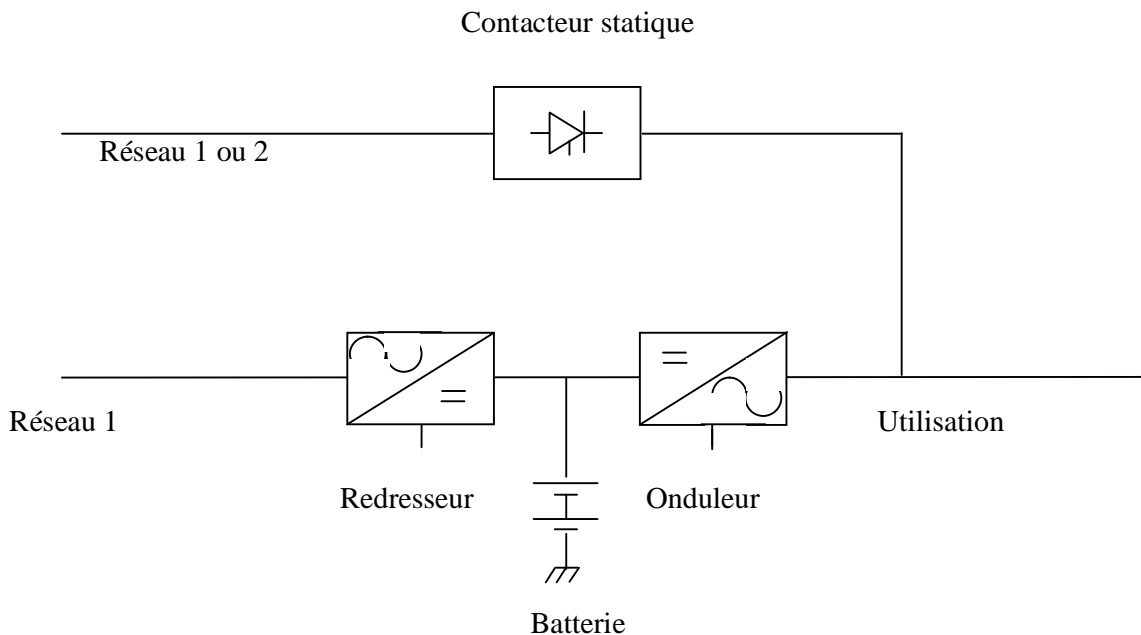 Contacteur statique
Réseau 1 ou 2
Réseau 1
Utilisation
Redresseur
Onduleur
Batterie